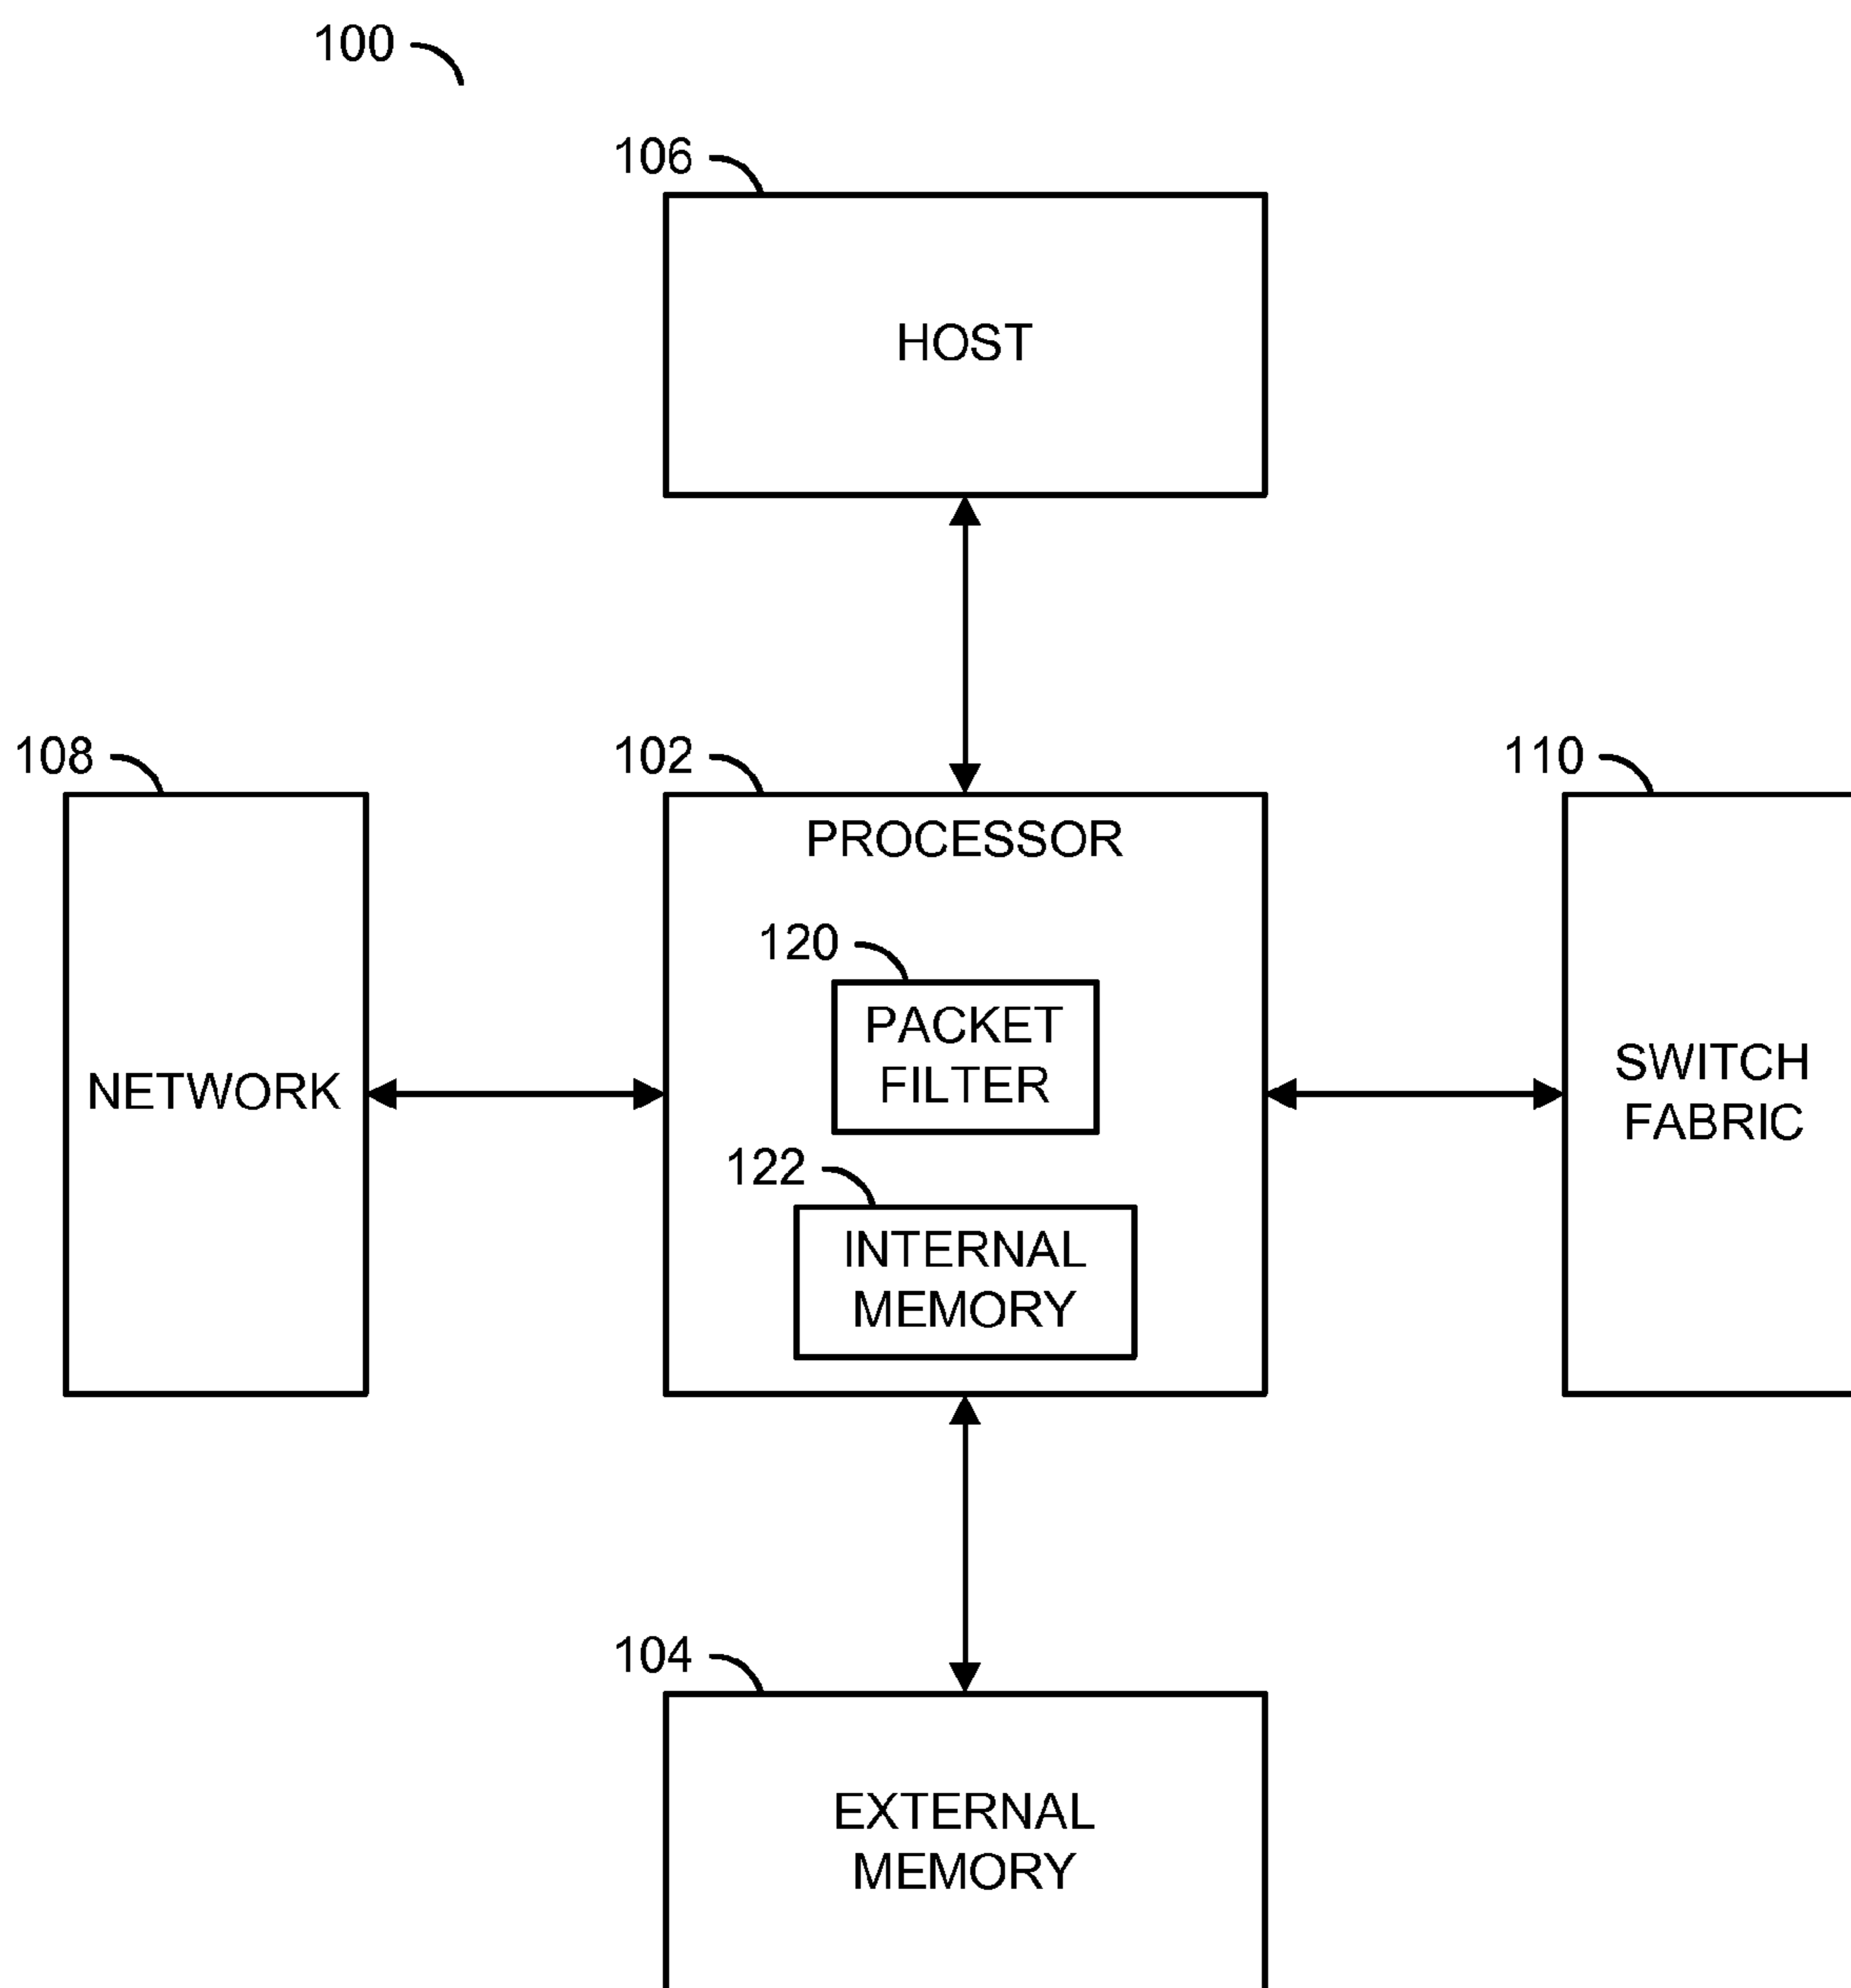 100
106
HOST
108
102
110
PROCESSOR
120
PACKET
FILTER
NETWORK
SWITCH
FABRIC
122
INTERNAL
MEMORY
104
EXTERNAL
MEMORY